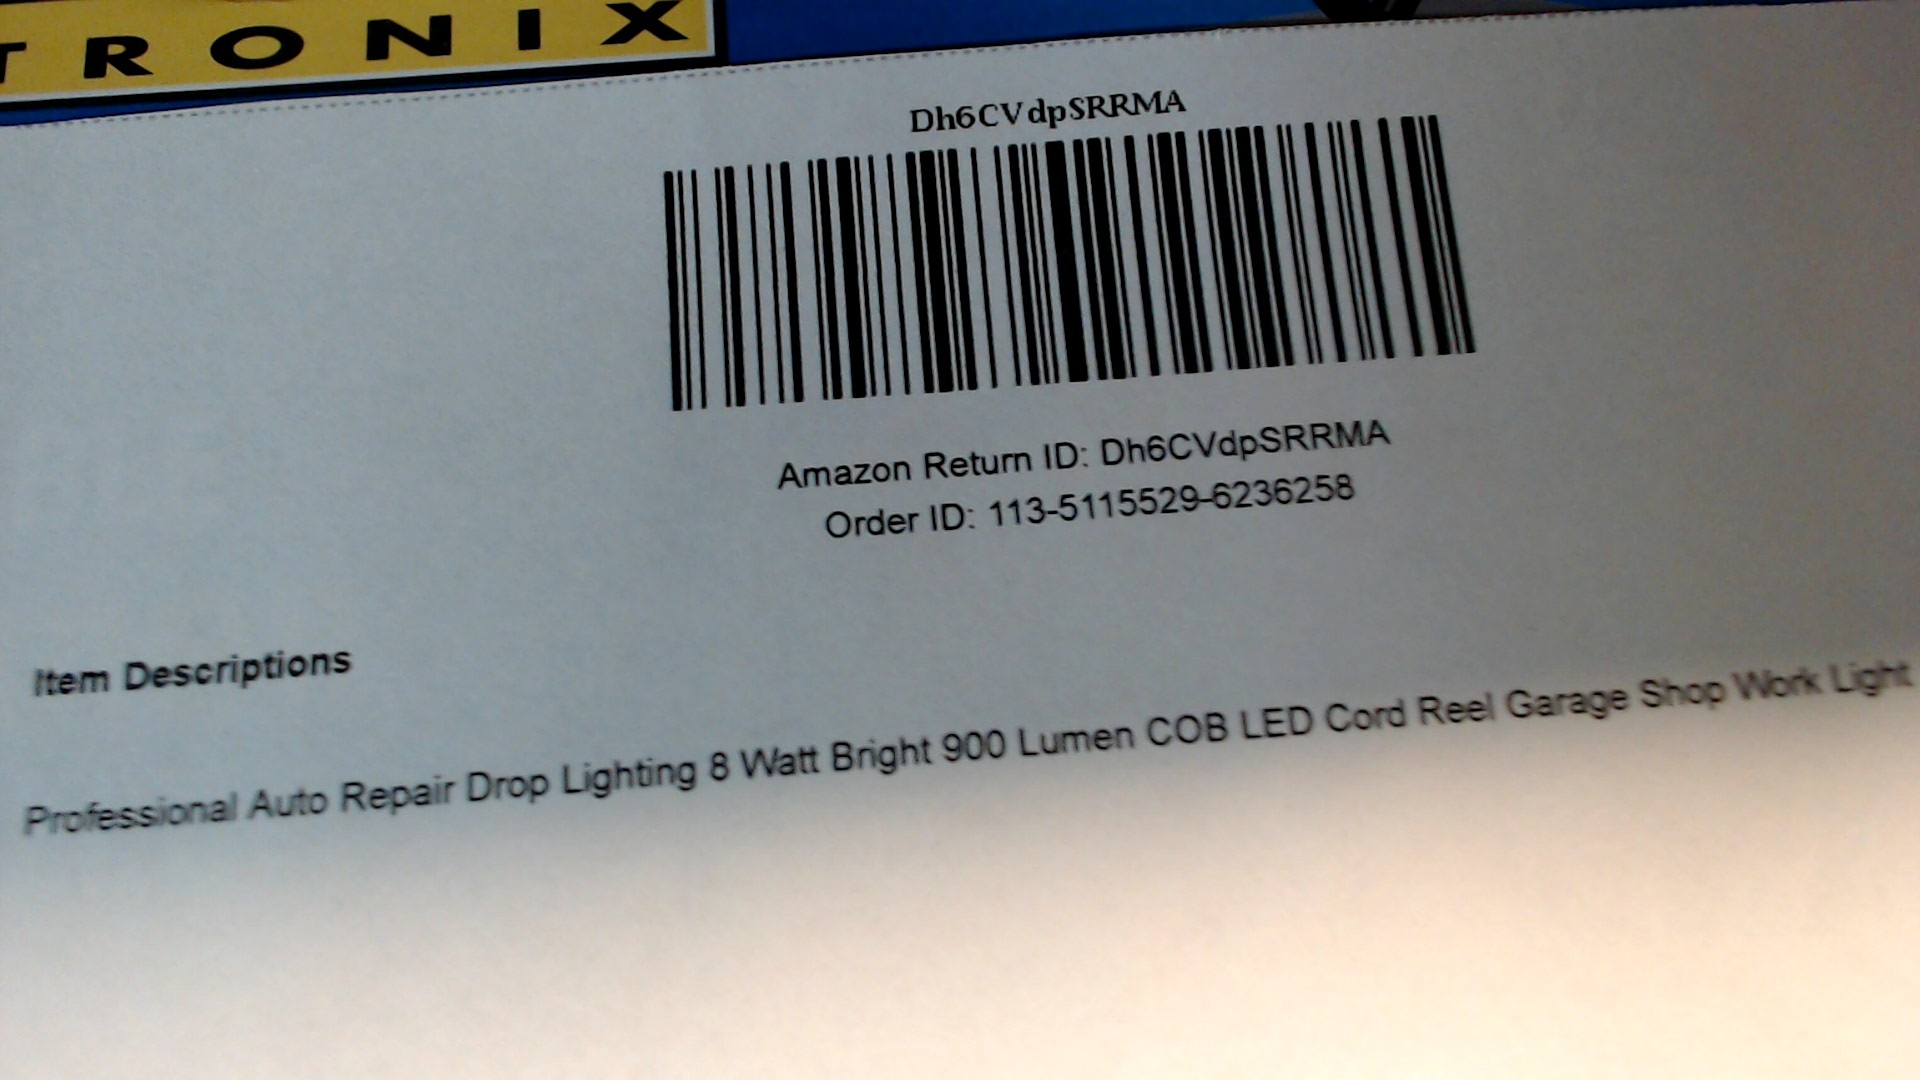 TRONIX
Dh6CVdpSRRMA
Amazon Return ID: Dh6CVdpSRRMA
Order ID: 113-5115529-6236258
Item Descriptions
Professional Auto Repair Drop Lighting 8 Watt Bright 900 Lumen COB LED Cord Reel Garage Shop Work Light